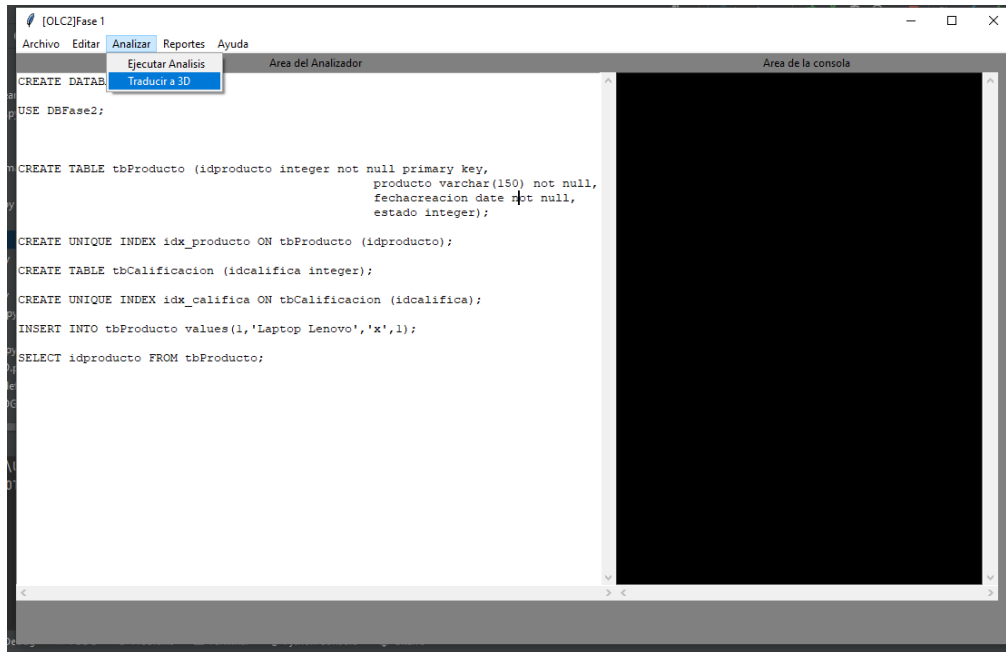 [OLC2]Fase 1
Archivo Editar Analizar Reportes Ayuda
Ejecutar Analisis
Traducir a 3D
Area del Analizador
Area de la consola
CREATE
USE DBFase2;
CREATE TABLE tbProducto (idproducto integer not null primary key,
producto varchar(150) not null,
fechacreacion date not null,
estado integer);
CREATE UNIQUE INDEX idx_producto ON tbProducto (idproducto);
CREATE TABLE tbCalificacion (idcalifica integer);
CREATE UNIQUE INDEX idx_califica ON tbCalificacion (idcalifica);
INSERT INTO tbProducto values(1,'Laptop Lenovo','x',1);
SELECT idproducto FROM tbProducto;